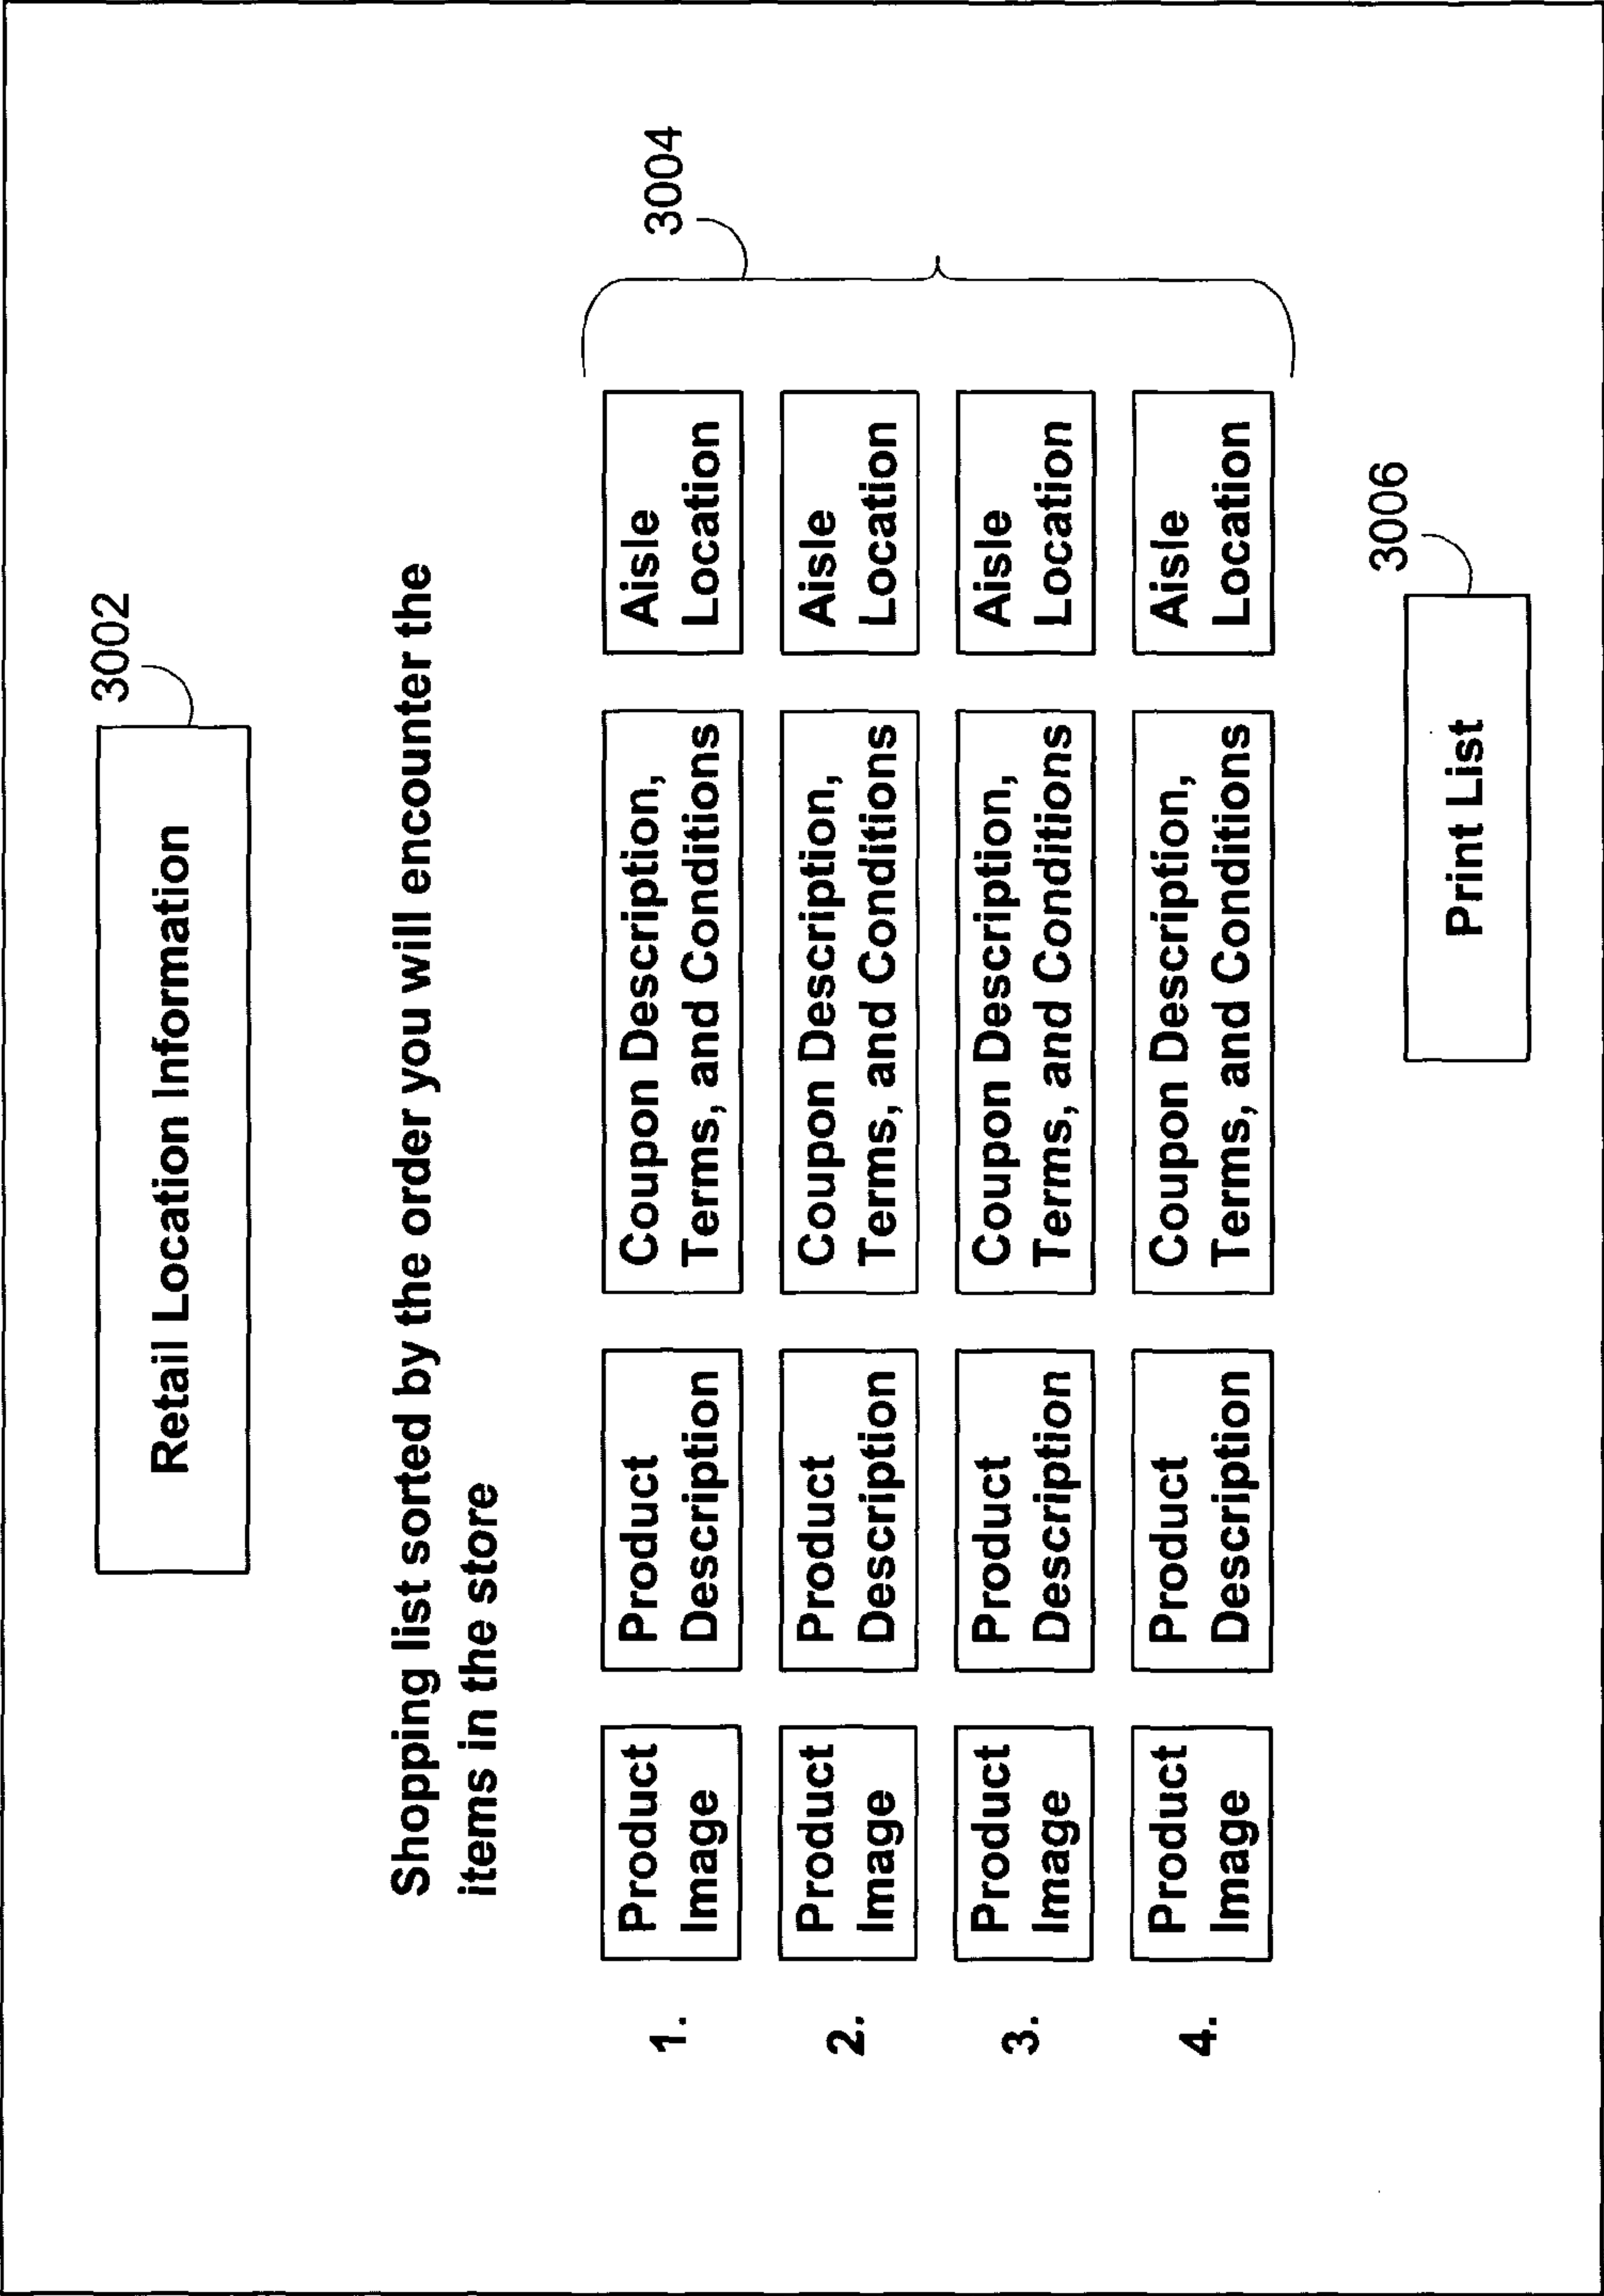 3002
Retail Location Information
Shopping list sorted by the order you will encounter the
items in the store
3004
1.
Product
Image
Product
Description
Coupon Description,
Terms, and Conditions
Aisle
Location
2.
Product
Image
Product
Description
Coupon Description,
Terms, and Conditions
Aisle
Location
3.
Product
Image
Product
Description
Coupon Description,
Terms, and Conditions
Aisle
Location
4.
Product
Image
Product
Description
Coupon Description,
Terms, and Conditions
Aisle
Location
3006
Print List